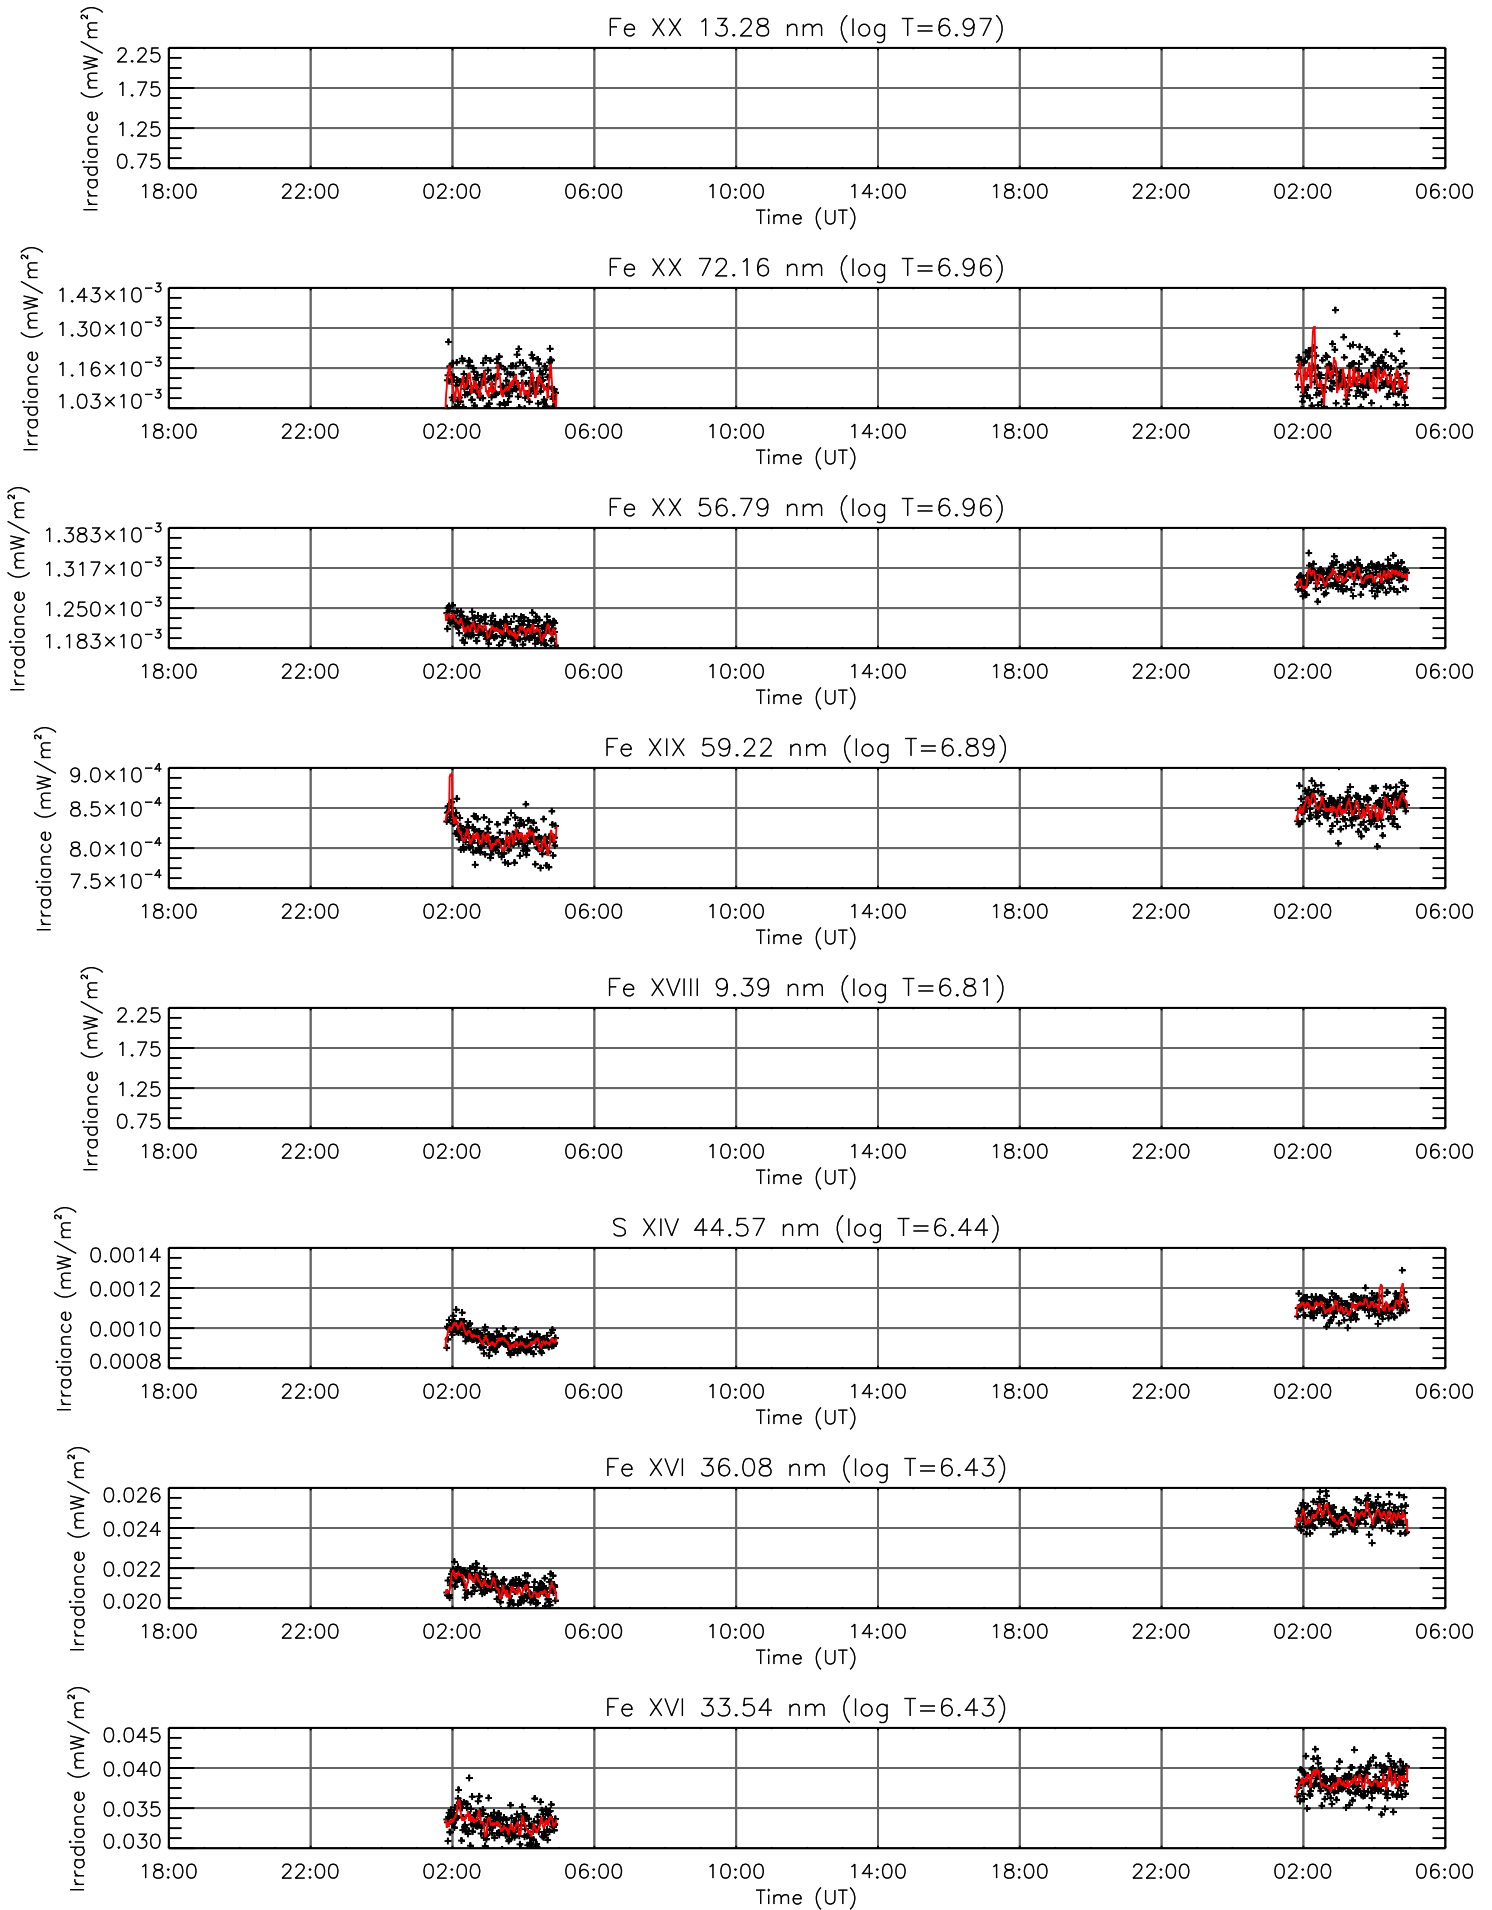 Fe XX 13.28 nm (log T=6.97)
Irradiance (mW/m²)
2.25
1.75
1.25
0.75
18:00 22:00 02:00 06:00 10:00 14:00 18:00 22:00 02:00 06:00
Time (UT)
Fe XX 72.16 nm (log T=6.96)
Irradiance (mW/m²)
1.43×10⁻³
1.30×10⁻³
1.16×10⁻³
1.03×10⁻³
18:00 22:00 02:00 06:00 10:00 14:00 18:00 22:00 02:00 06:00
Time (UT)
Fe XX 56.79 nm (log T=6.96)
Irradiance (mW/m²)
1.383×10⁻³
1.317×10⁻³
1.250×10⁻³
1.183×10⁻³
18:00 22:00 02:00 06:00 10:00 14:00 18:00 22:00 02:00 06:00
Time (UT)
Fe XIX 59.22 nm (log T=6.89)
Irradiance (mW/m²)
9.0×10⁻⁴
8.5×10⁻⁴
8.0×10⁻⁴
7.5×10⁻⁴
18:00 22:00 02:00 06:00 10:00 14:00 18:00 22:00 02:00 06:00
Time (UT)
Fe XVIII 9.39 nm (log T=6.81)
Irradiance (mW/m²)
2.25
1.75
1.25
0.75
18:00 22:00 02:00 06:00 10:00 14:00 18:00 22:00 02:00 06:00
Time (UT)
S XIV 44.57 nm (log T=6.44)
Irradiance (mW/m²)
0.0014
0.0012
0.0010
0.0008
18:00 22:00 02:00 06:00 10:00 14:00 18:00 22:00 02:00 06:00
Time (UT)
Fe XVI 36.08 nm (log T=6.43)
Irradiance (mW/m²)
0.026
0.024
0.022
0.020
18:00 22:00 02:00 06:00 10:00 14:00 18:00 22:00 02:00 06:00
Time (UT)
Fe XVI 33.54 nm (log T=6.43)
Irradiance (mW/m²)
0.045
0.040
0.035
0.030
18:00 22:00 02:00 06:00 10:00 14:00 18:00 22:00 02:00 06:00
Time (UT)